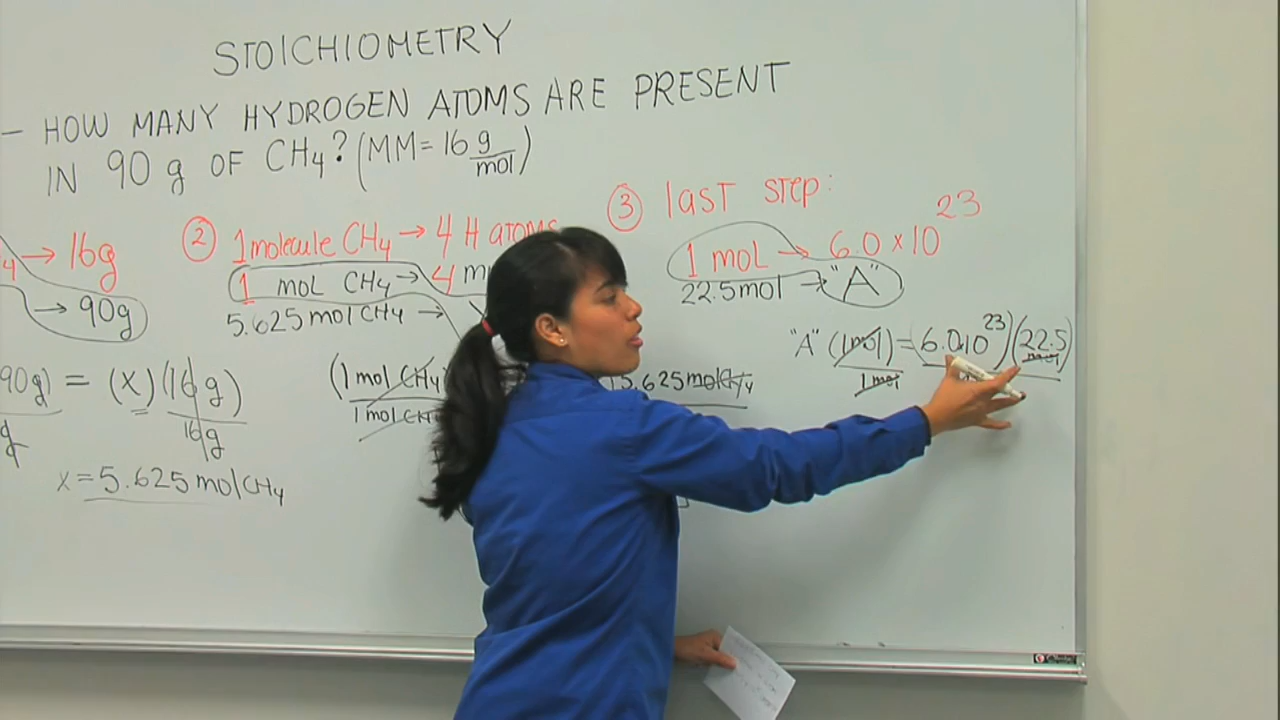 STOICHIOMETRY
- HOW MANY HYDROGEN ATOMS ARE PRESENT
IN 90 g OF CH4? (MM = 16 g/mol)
4 → 16g
→ 90g
90g) = (x)(16g)
g 16g
x = 5.625 mol CH4
② 1 molecule CH4 → 4 H atoms
1 mol CH4 → 4 m
5.625 mol CH4 →
(1 mol CH4)
1 mol CH4
5.625 mol CH4
③ last step:
1 mol → 6.0 x 10^23
22.5 mol → "A"
"A" (1 mol) = (6.0x10^23)(22.5
1 mol